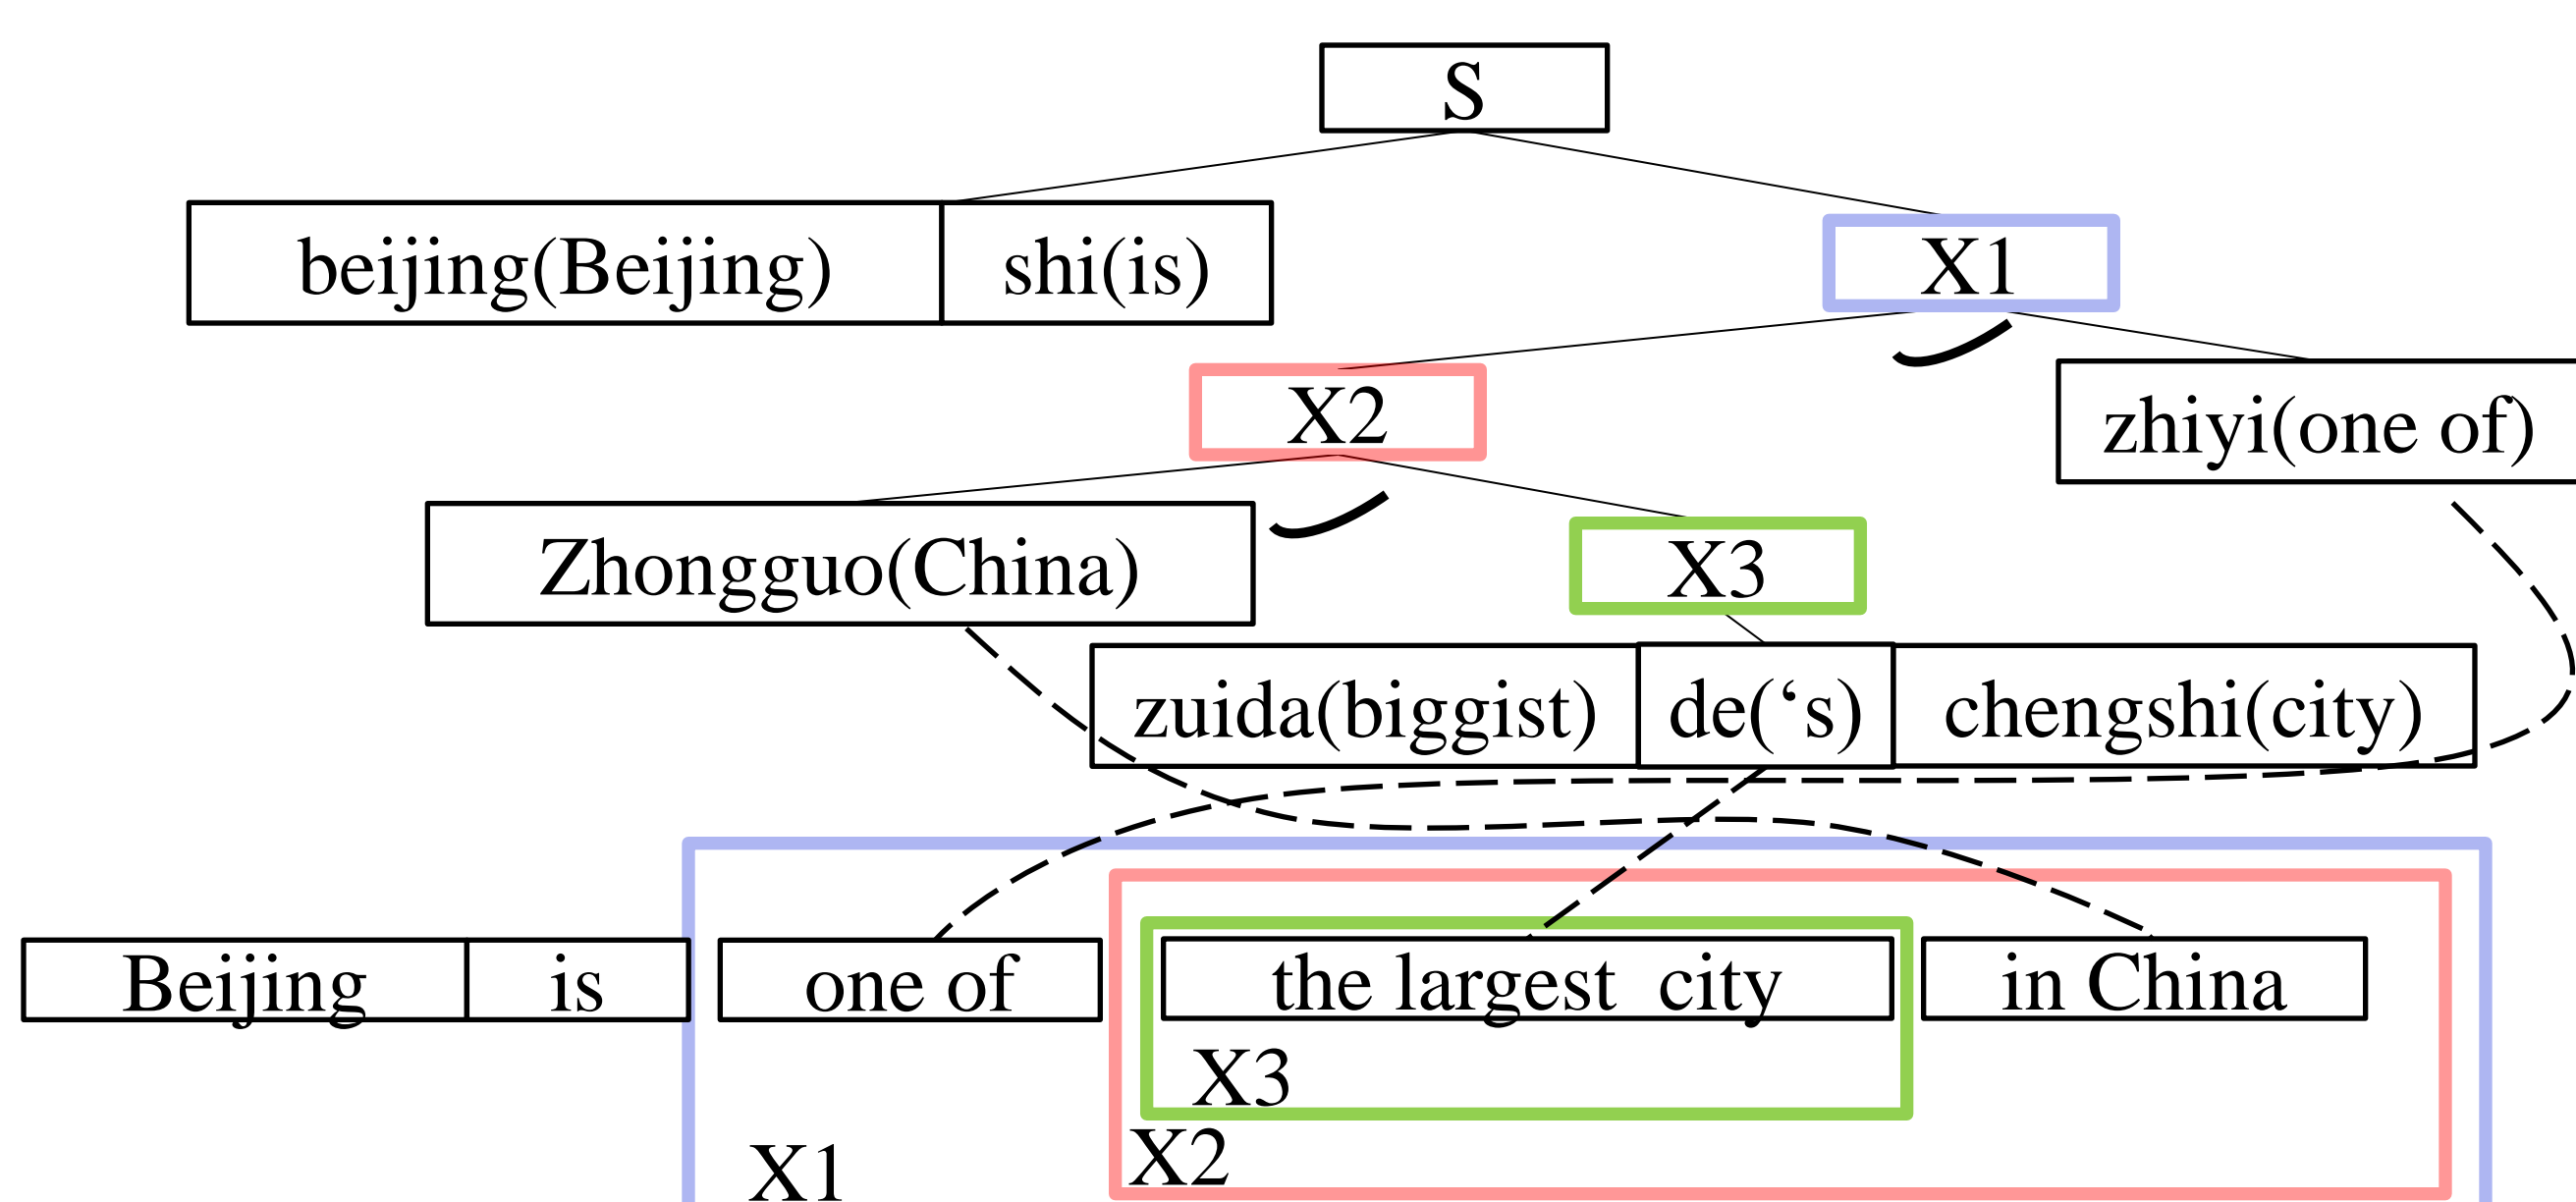 S
beijing(Beijing) shi(is) X1
X2 zhiyi(one of)
Zhongguo(China) X3
zuida(biggist) de(‘s) chengshi(city)
Beijing is one of the largest city in China
X3
X2
X1